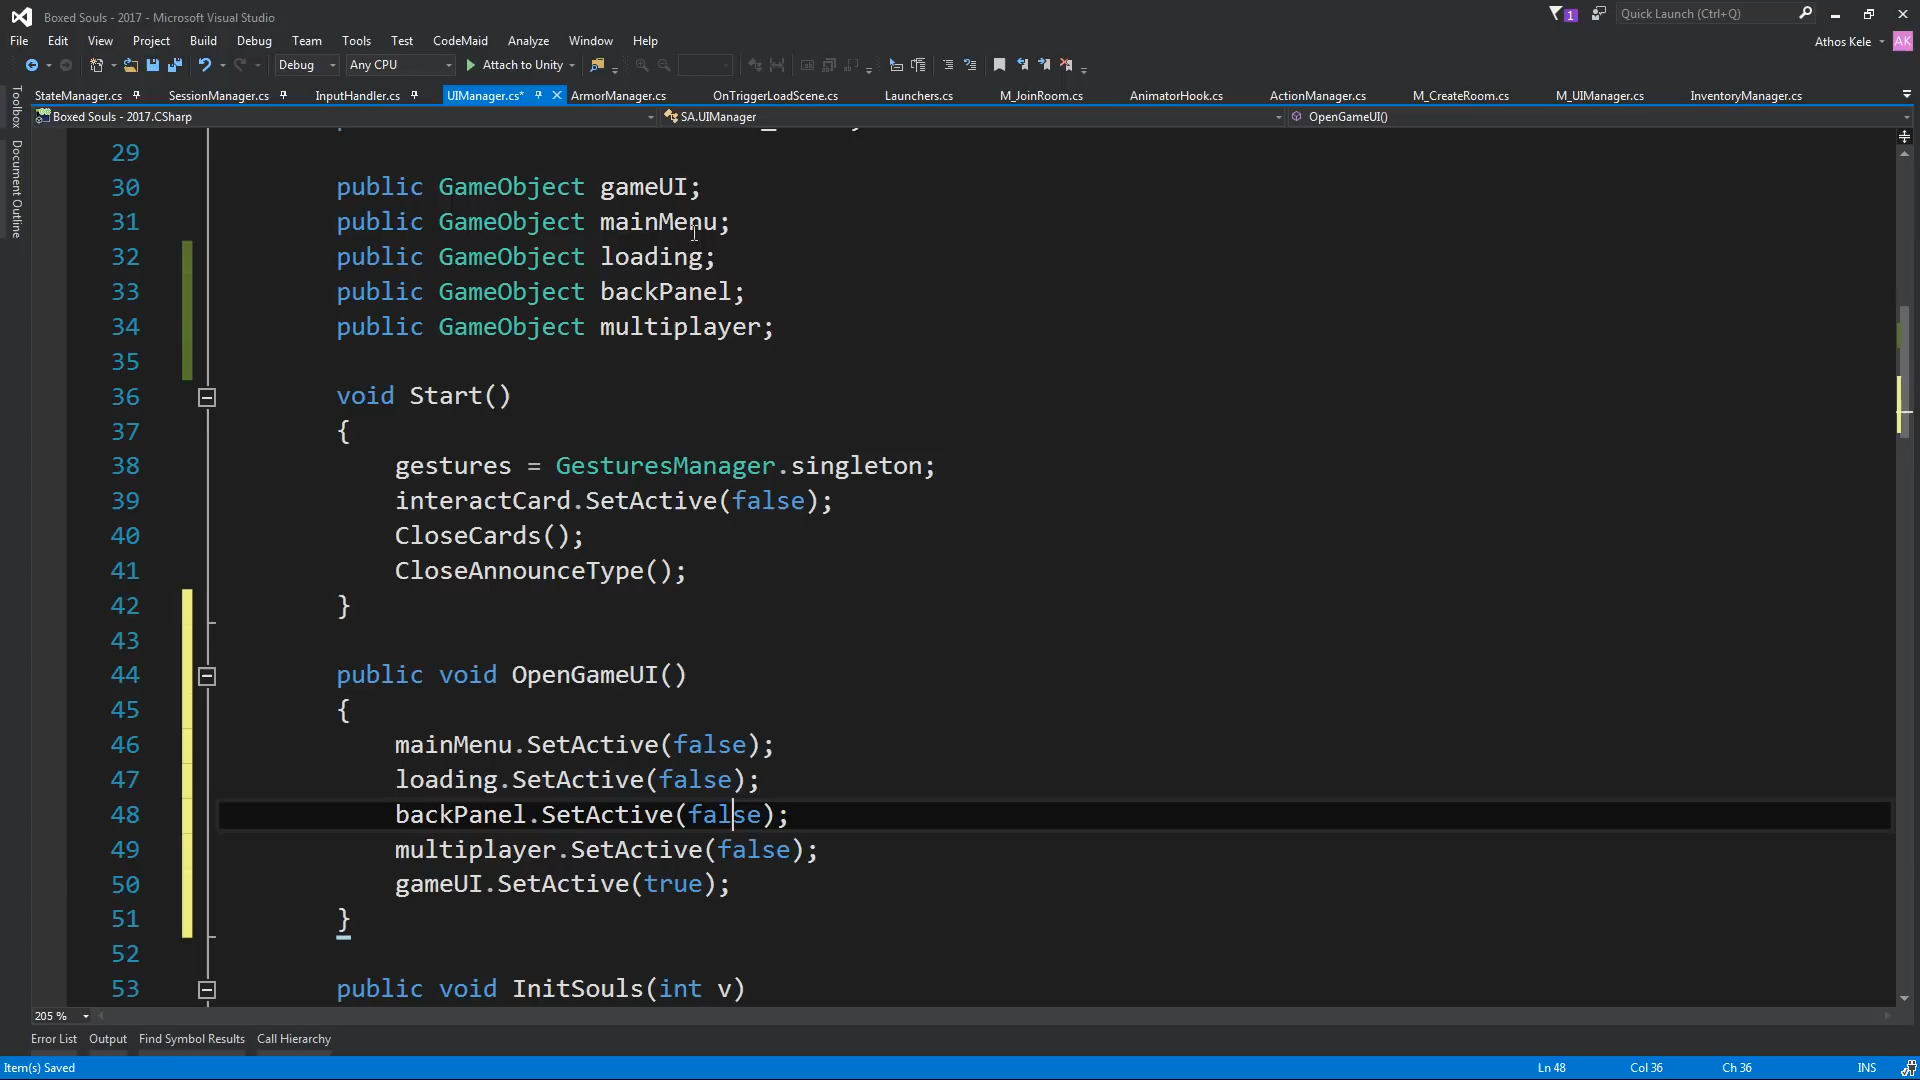 Boxed Souls - 2017 - Microsoft Visual Studio
1
Quick Launch (Ctrl+Q)
File Edit View Project Build Debug Team Tools Test CodeMaid Analyze Window Help
Athos Kele
AK
Debug Any CPU Attach to Unity
Toolbox
Document Outline
StateManager.cs SessionManager.cs InputHandler.cs UIManager.cs* ArmorManager.cs OnTriggerLoadScene.cs Launchers.cs M_JoinRoom.cs AnimatorHook.cs ActionManager.cs M_CreateRoom.cs M_UIManager.cs InventoryManager.cs
Boxed Souls - 2017.CSharp SA.UIManager OpenGameUI()
29
30 public GameObject gameUI;
31 public GameObject mainMenu;
32 public GameObject loading;
33 public GameObject backPanel;
34 public GameObject multiplayer;
35
36 void Start()
37 {
38 gestures = GesturesManager.singleton;
39 interactCard.SetActive(false);
40 CloseCards();
41 CloseAnnounceType();
42 }
43
44 public void OpenGameUI()
45 {
46 mainMenu.SetActive(false);
47 loading.SetActive(false);
48 backPanel.SetActive(false);
49 multiplayer.SetActive(false);
50 gameUI.SetActive(true);
51 }
52
53 public void InitSouls(int v)
205 %
Error List Output Find Symbol Results Call Hierarchy
Item(s) Saved Ln 48 Col 36 Ch 36 INS